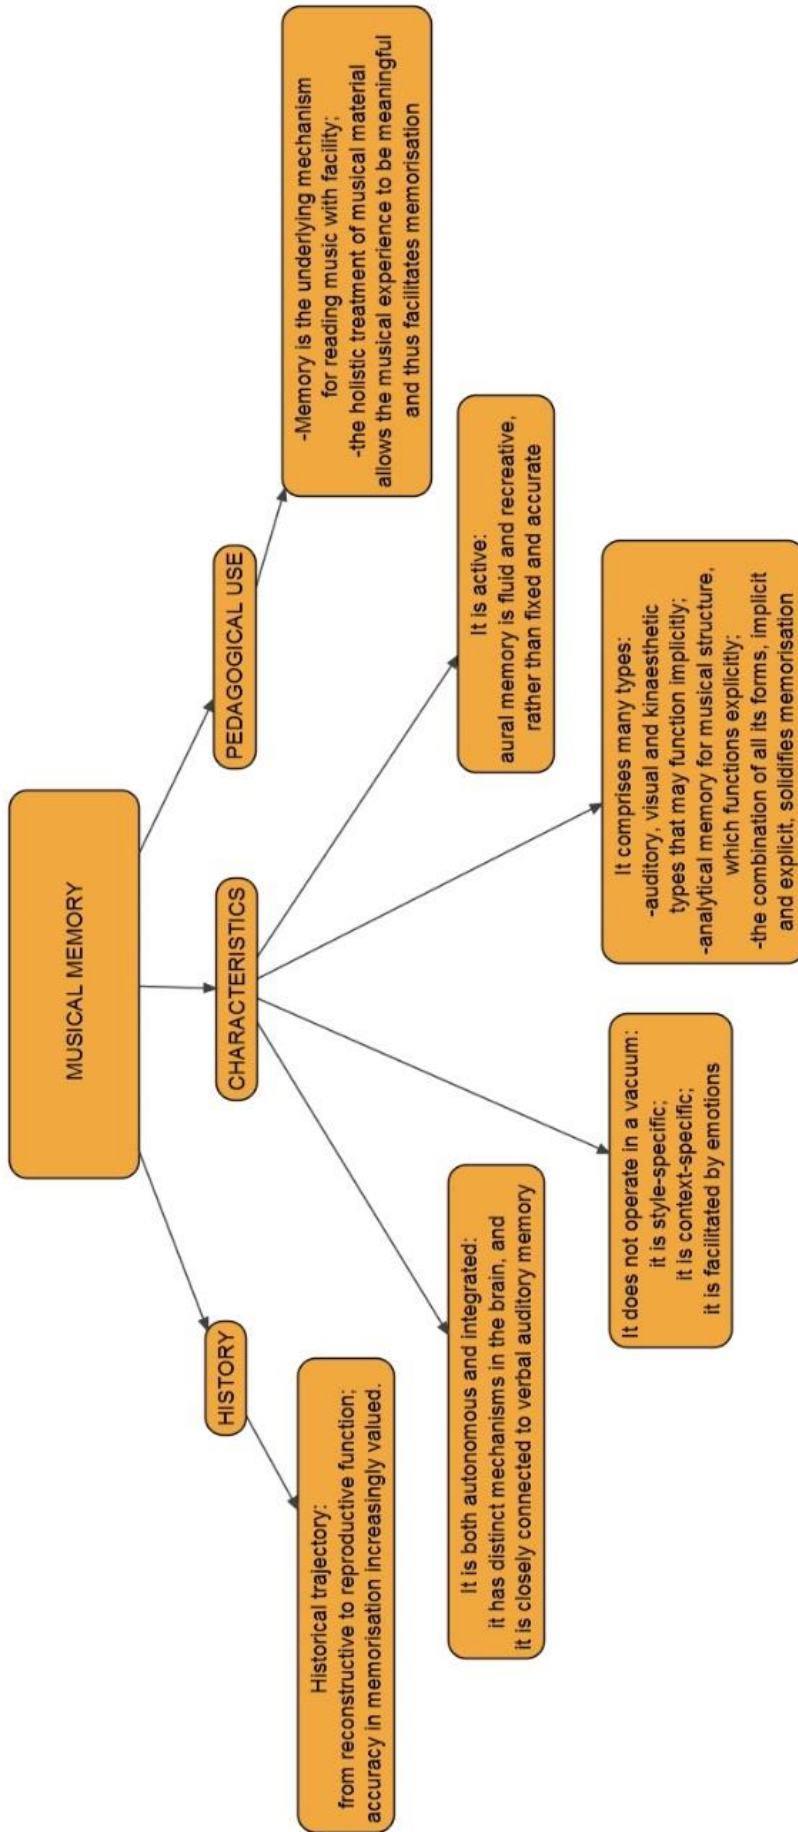 MUSICAL MEMORY
HISTORY
CHARACTERISTICS
PEDAGOGICAL USE
Historical trajectory:
from reconstructive to reproductive function;
accuracy in memorisation increasingly valued.
It is both autonomous and integrated:
it has distinct mechanisms in the brain, and
it is closely connected to verbal auditory memory
It does not operate in a vacuum:
it is style-specific;
it is context-specific;
it is facilitated by emotions
It comprises many types:
-auditory, visual and kinaesthetic
types that may function implicitly;
-analytical memory for musical structure,
which functions explicitly;
-the combination of all its forms, implicit
and explicit, solidifies memorisation
It is active:
aural memory is fluid and recreative,
rather than fixed and accurate
-Memory is the underlying mechanism
for reading music with facility;
-the holistic treatment of musical material
allows the musical experience to be meaningful
and thus facilitates memorisation